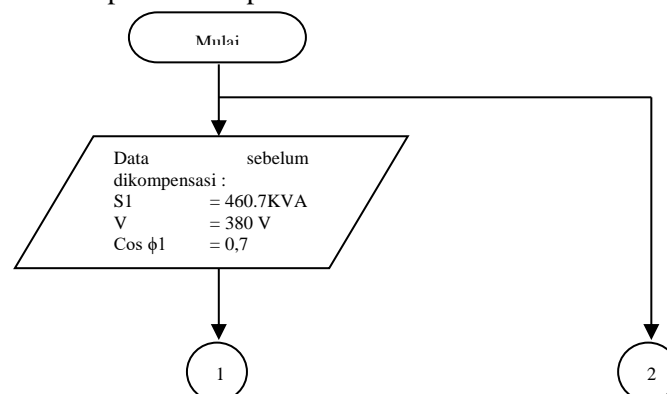 Mulai
Data sebelum
dikompensasi :
S1 = 460.7KVA
V = 380 V
Cos ϕ1 = 0,7
1
2